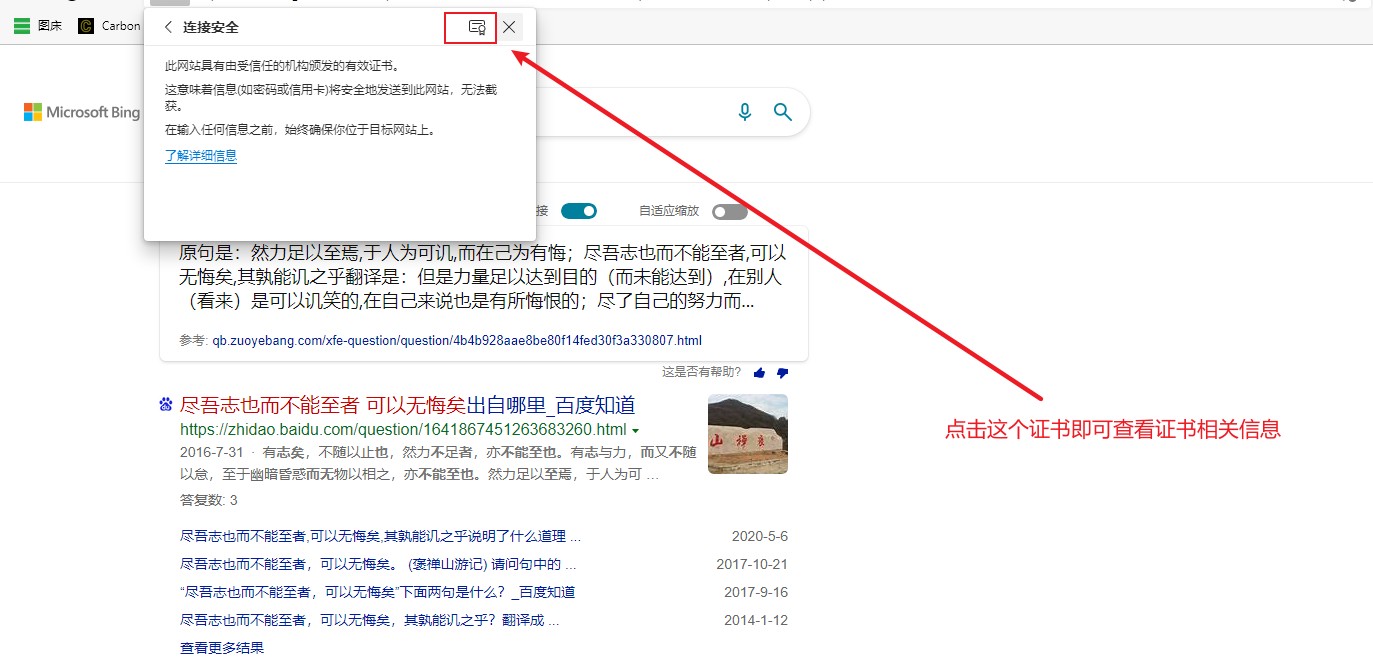 图床
Carbon
连接安全
此网站具有由受信任的机构颁发的有效证书。
这意味着信息(如密码或信用卡)将安全地发送到此网站，无法截
获。
在输入任何信息之前，始终确保你位于目标网站上。
了解详细信息
Microsoft Bing
接
自适应缩放
原句是：然力足以至焉,于人为可讥,而在己为有悔；尽吾志也而不能至者,可以
无悔矣,其孰能讥之乎翻译是：但是力量足以达到目的（而未能达到）,在别人
（看来）是可以讥笑的,在自己来说也是有所悔恨的；尽了自己的努力而...
参考: qb.zuoyebang.com/xfe-question/question/4b4b928aae8be80f14fed30f3a330807.html
这是否有帮助?
尽吾志也而不能至者 可以无悔矣出自哪里_百度知道
https://zhidao.baidu.com/question/1641867451263683260.html
2016-7-31 · 有志矣，不随以止也，然力不足者，亦不能至也。有志与力，而又不随
以怠，至于幽暗昏惑而无物以相之，亦不能至也。然力足以至焉，于人为可 …
答复数: 3
尽吾志也而不能至者,可以无悔矣,其孰能讥之乎说明了什么道理 ... 2020-5-6
尽吾志也而不能至者，可以无悔矣。 (褒禅山游记) 请问句中的 ... 2017-10-21
“尽吾志也而不能至者，可以无悔矣”下面两句是什么？_百度知道 2017-9-16
尽吾志也而不能至者，可以无悔矣，其孰能讥之乎？翻译成 ... 2014-1-12
查看更多结果
点击这个证书即可查看证书相关信息
山禅褒